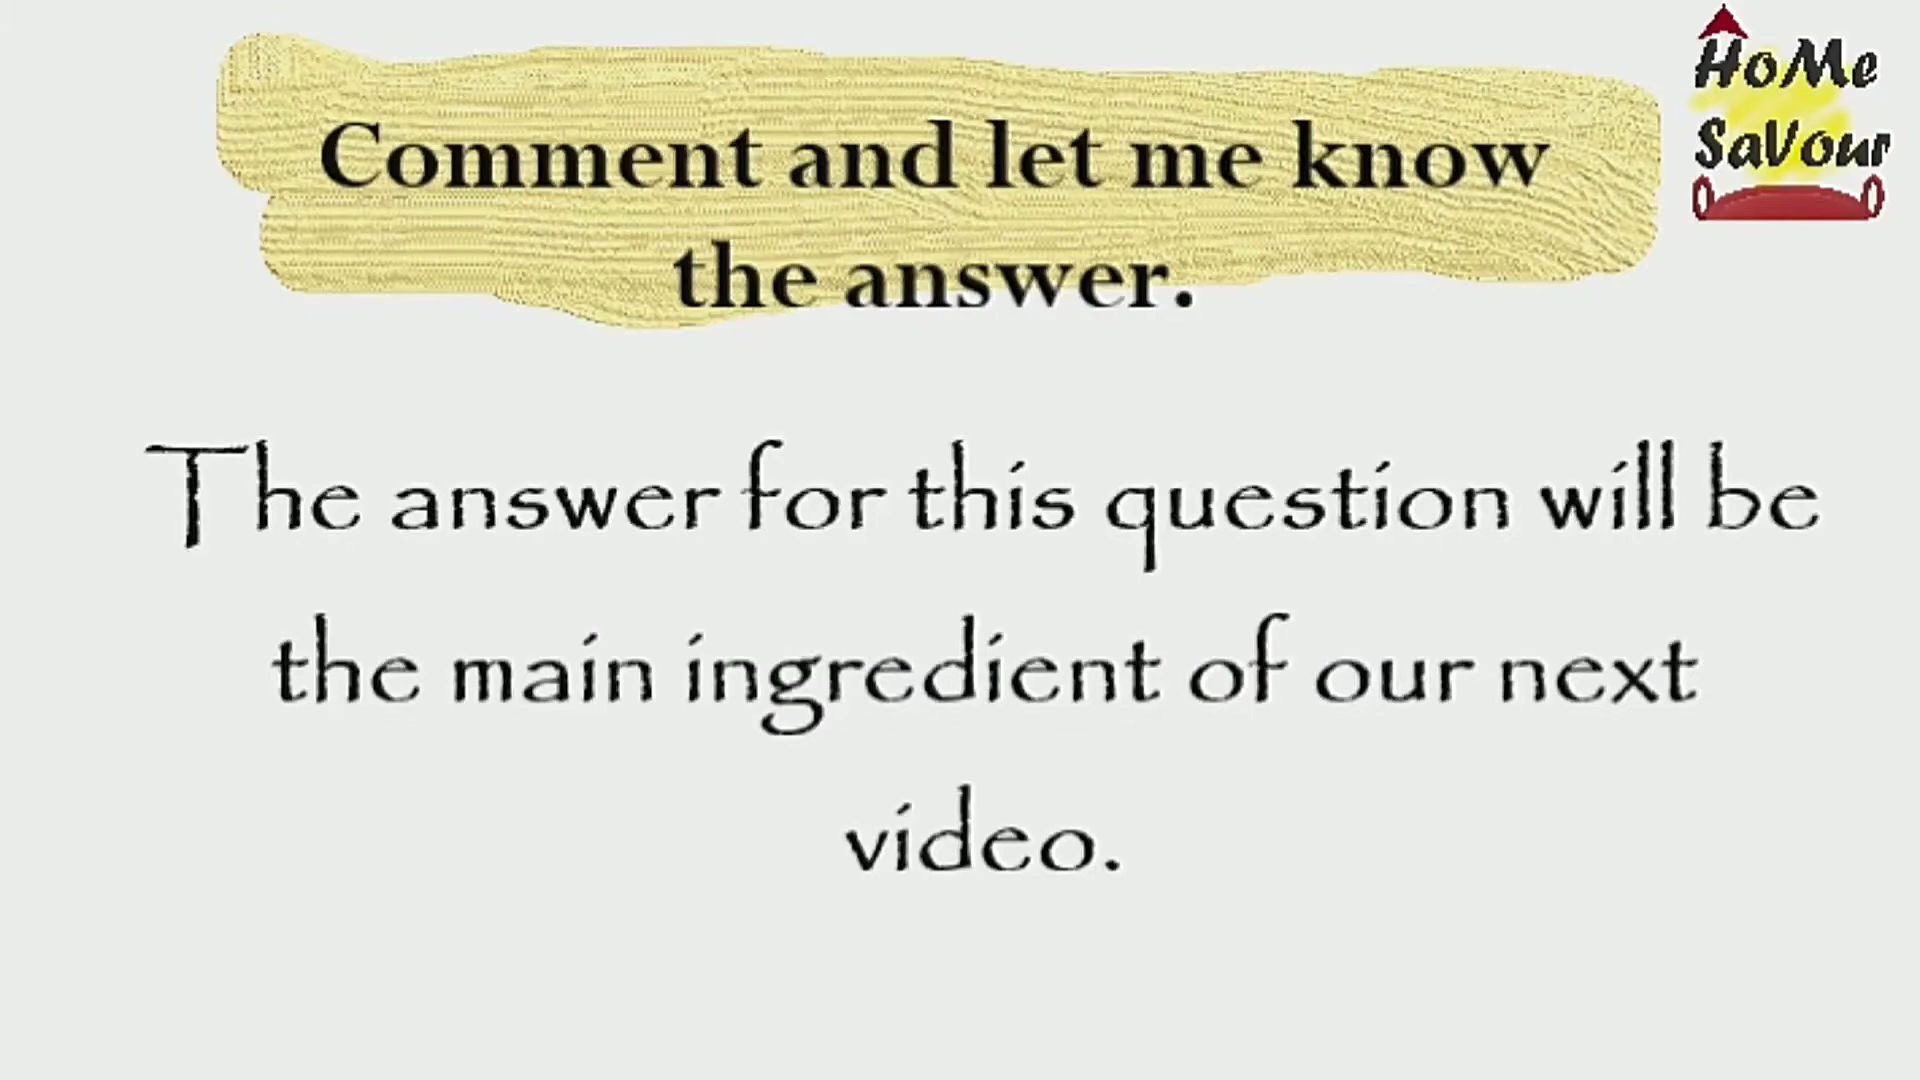 HoMe
SaVour
Comment and let me know
the answer.
The answer for this question will be
the main ingredient of our next
video.